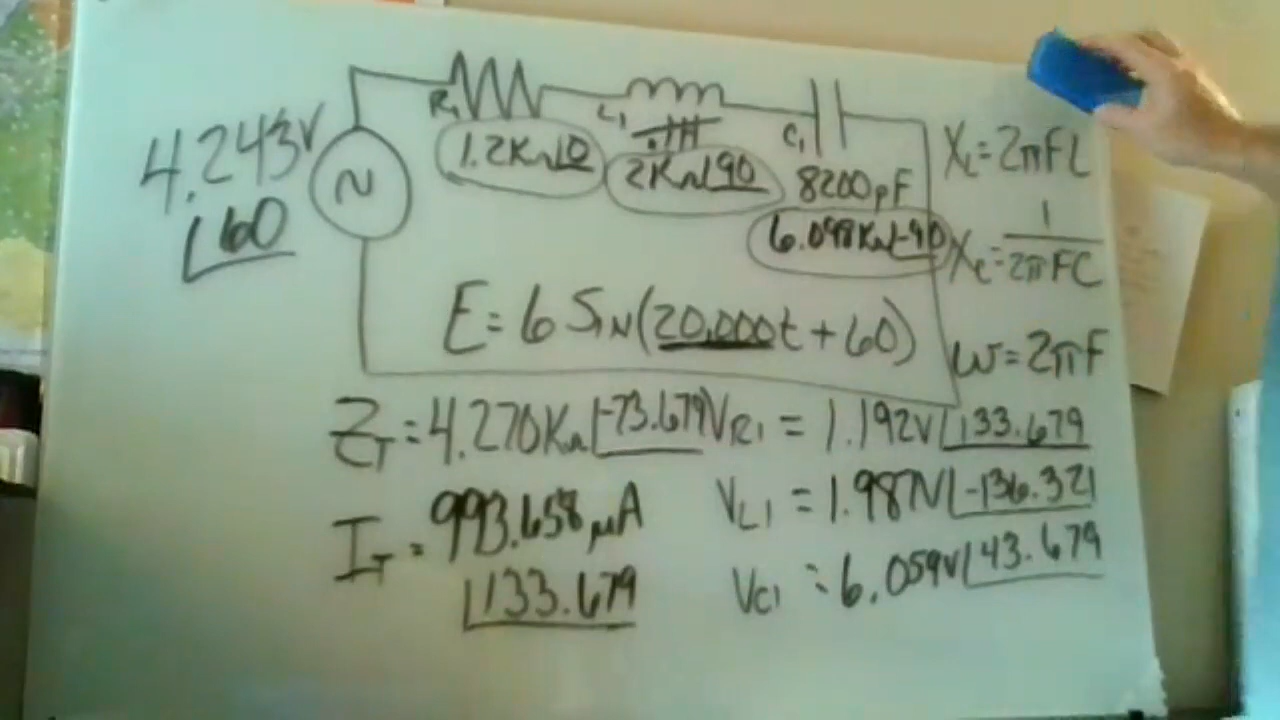 4.243V
∠60
R1
1.2KΩ∠0
L1
2KΩ∠90
C1
8200pF
6.098KΩ∠-90
XL=2πFL
XC=1/2πFC
ω=2πF
E=6 SIN(20,000t+60)
ZT=4.270KΩ∠-73.679
IT=993.658μA
∠133.679
VR1=1.192V∠133.679
VL1=1.987V∠-136.321
VC1=6.059V∠43.679